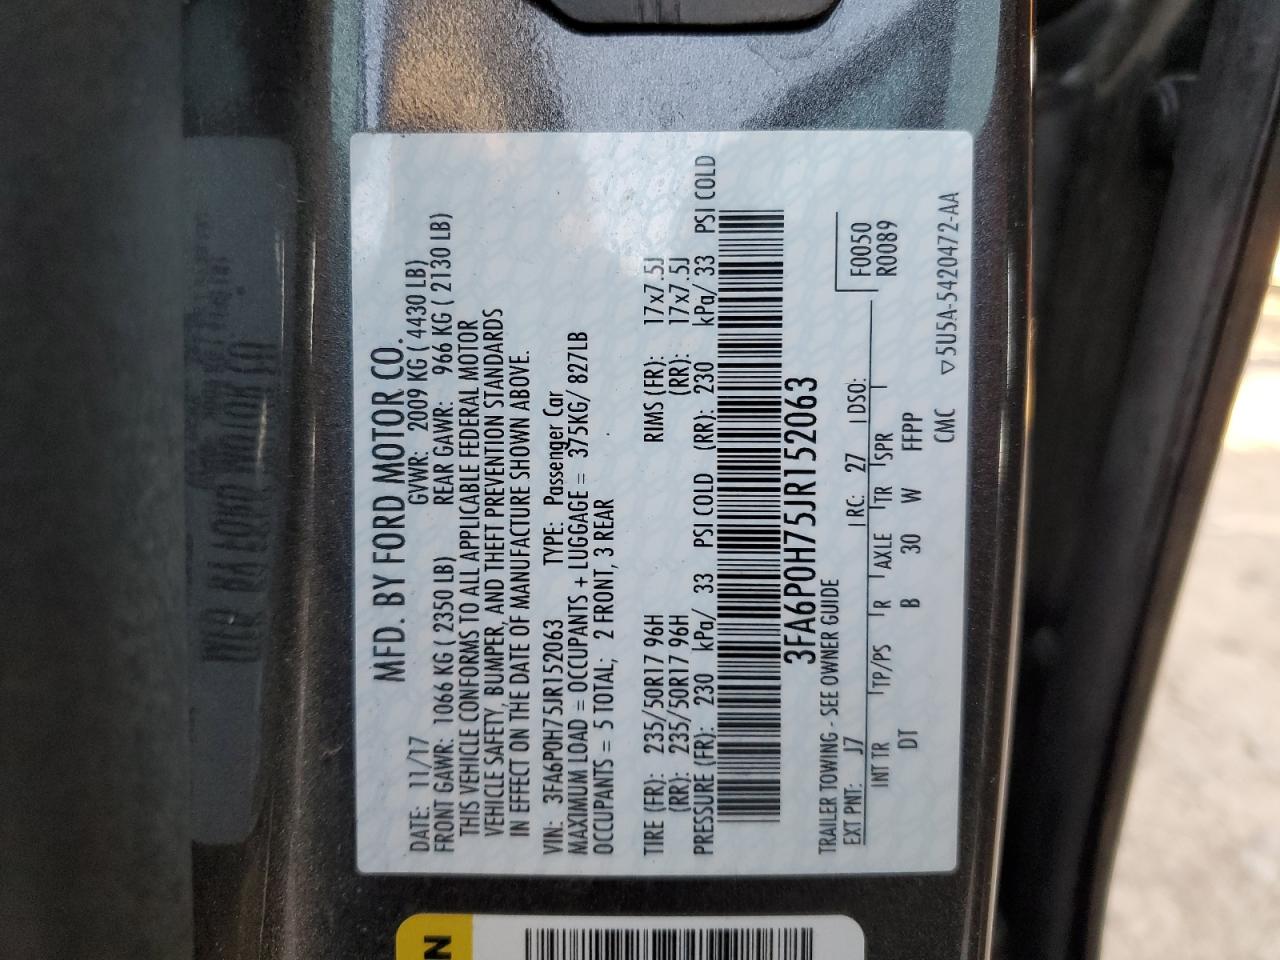 MFD. BY FORD MOTOR CO.
DATE: 11/17 GVWR: 2009 KG ( 4430 LB)
FRONT GAWR: 1066 KG ( 2350 LB) REAR GAWR: 966 KG ( 2130 LB)
THIS VEHICLE CONFORMS TO ALL APPLICABLE FEDERAL MOTOR
VEHICLE SAFETY, BUMPER, AND THEFT PREVENTION STANDARDS
IN EFFECT ON THE DATE OF MANUFACTURE SHOWN ABOVE.
VIN: 3FA6P0H75JR152063 TYPE: Passenger Car
MAXIMUM LOAD = OCCUPANTS + LUGGAGE = 375KG/ 827LB
OCCUPANTS = 5 TOTAL, 2 FRONT, 3 REAR
TIRE (FR): 235/50R17 96H RIMS (FR): 17x7.5J
(RR): 235/50R17 96H (RR): 17x7.5J
PRESSURE (FR): 230 kPa/ 33 PSI COLD (RR): 230 kPa/ 33 PSI COLD
3FA6P0H75JR152063
TRAILER TOWING - SEE OWNER GUIDE
F0050
EXT PNT: J7 RC: 27 DSO: R0089
INT TR TP/PS R AXLE TR SPR
DT B 30 W FFPP
CMC ▽5U5A-5420472-AA
N